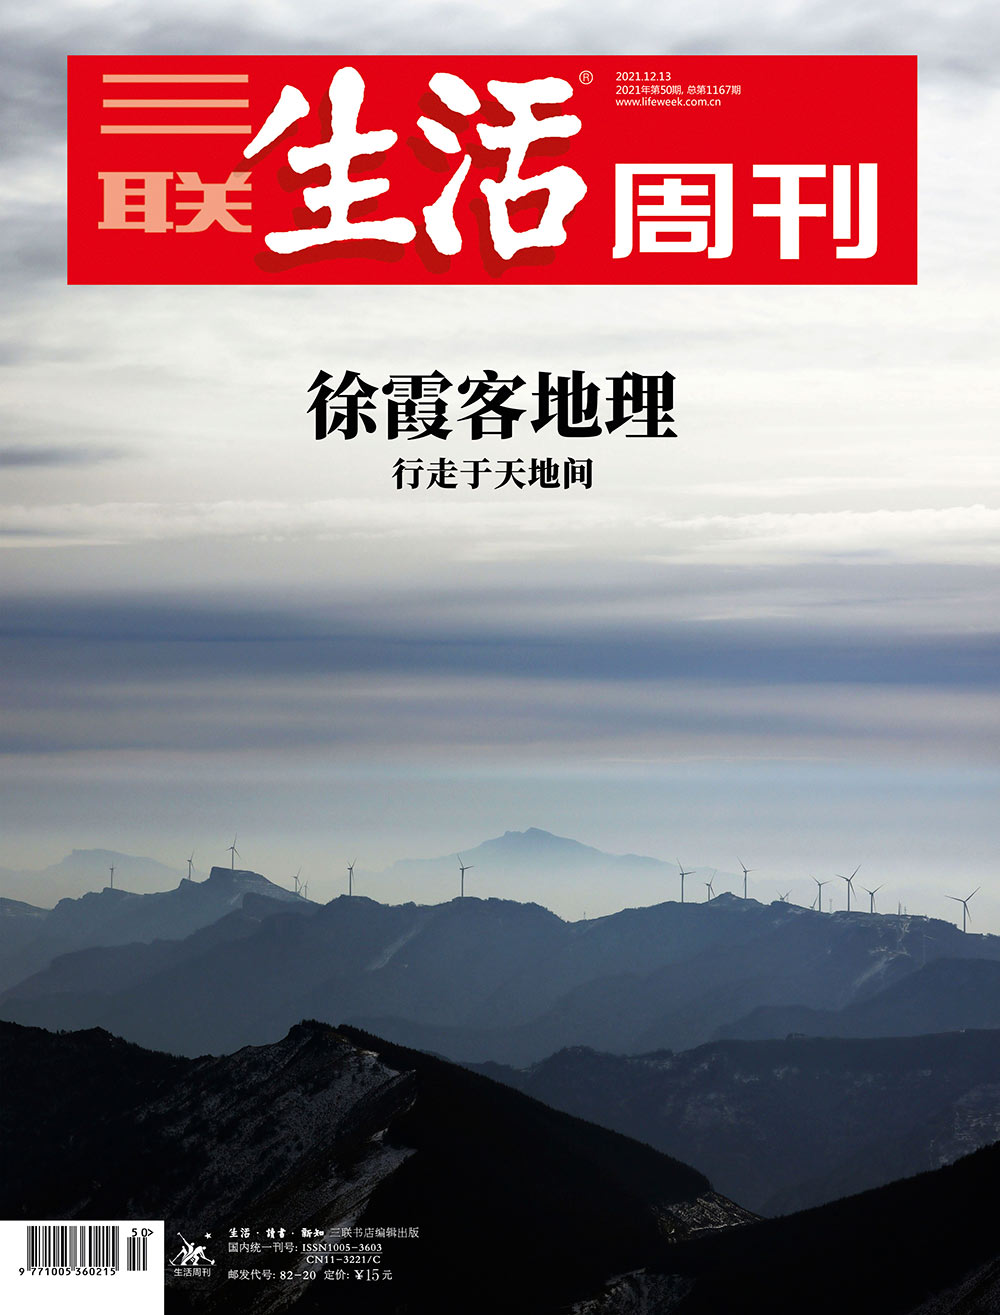 三联生活周刊®
2021.12.13
2021年第50期, 总第1167期
www.lifeweek.com.cn
徐霞客地理
行走于天地间
50>
9 771005 360215
生活周刊
生活·读书·新知 三联书店编辑出版
国内统一刊号: ISSN1005-3603
CN11-3221/C
邮发代号: 82-20 定价: ¥15元